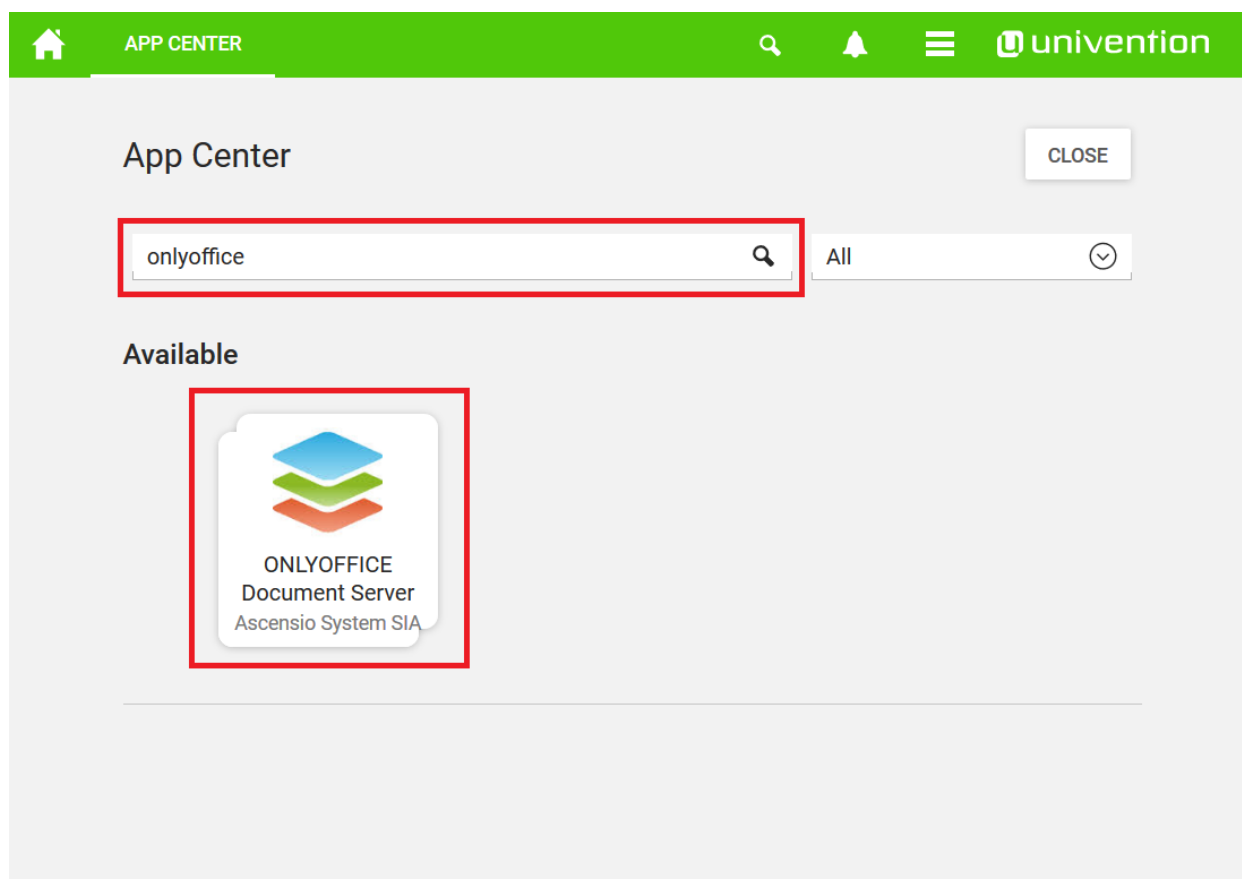 APP CENTER
univention
App Center
CLOSE
onlyoffice
All
Available
ONLYOFFICE
Document Server
Ascensio System SIA